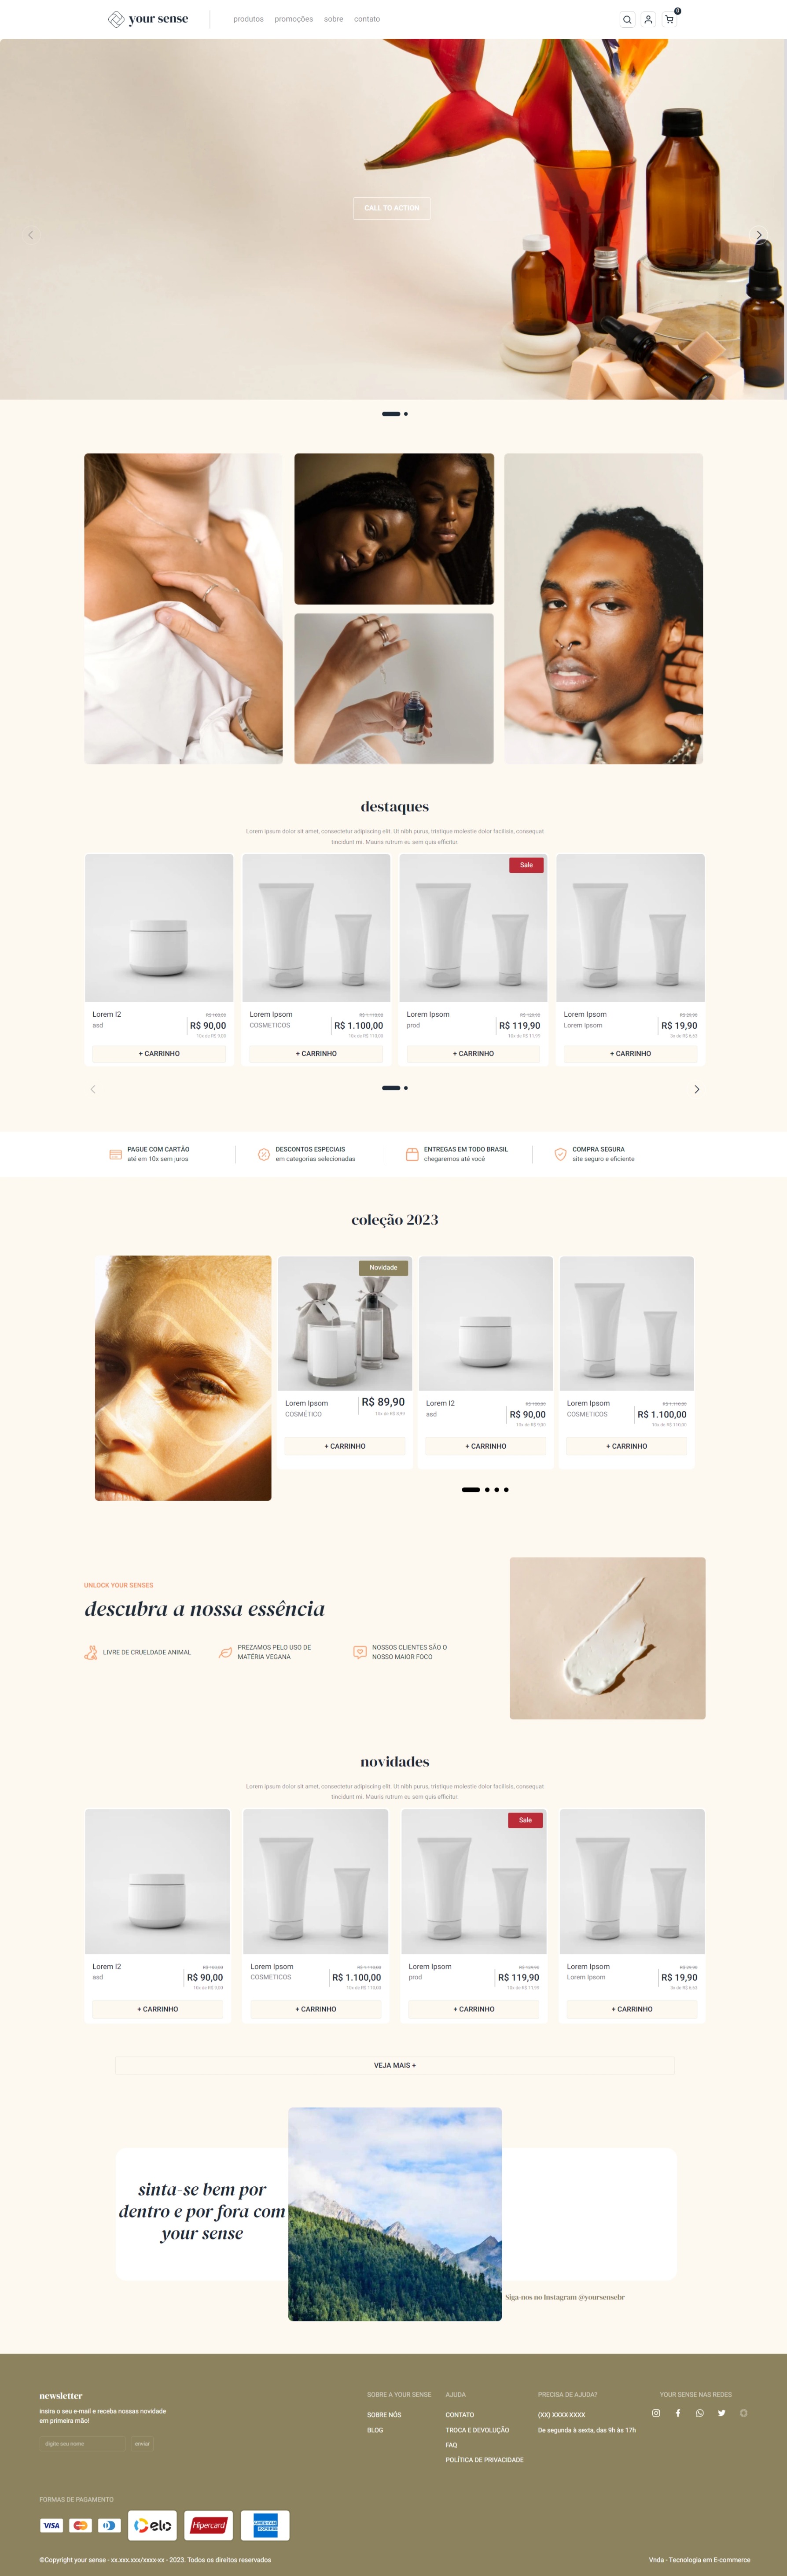 your sense
produtos promoções sobre contato
0
CALL TO ACTION
destaques
Lorem ipsum dolor sit amet, consectetur adipiscing elit. Ut nibh purus, tristique molestie dolor facilisis, consequat
tincidunt mi. Mauris rutrum eu sem quis efficitur.
Lorem I2
asd
R$ 100,00
R$ 90,00
10x de R$ 9,00
+ CARRINHO
Lorem Ipsom
COSMETICOS
R$ 1.110,00
R$ 1.100,00
10x de R$ 110,00
+ CARRINHO
Sale
Lorem Ipsom
prod
R$ 129,90
R$ 119,90
10x de R$ 11,99
+ CARRINHO
Lorem Ipsom
Lorem Ipsom
R$ 29,90
R$ 19,90
3x de R$ 6,63
+ CARRINHO
PAGUE COM CARTÃO
até em 10x sem juros
DESCONTOS ESPECIAIS
em categorias selecionadas
ENTREGAS EM TODO BRASIL
chegaremos até você
COMPRA SEGURA
site seguro e eficiente
coleção 2023
Novidade
Lorem Ipsom
COSMÉTICO
R$ 89,90
10x de R$ 8,99
+ CARRINHO
Lorem I2
asd
R$ 100,00
R$ 90,00
10x de R$ 9,00
+ CARRINHO
Lorem Ipsom
COSMETICOS
R$ 1.110,00
R$ 1.100,00
10x de R$ 110,00
+ CARRINHO
UNLOCK YOUR SENSES
descubra a nossa essência
LIVRE DE CRUELDADE ANIMAL
PREZAMOS PELO USO DE
MATÉRIA VEGANA
NOSSOS CLIENTES SÃO O
NOSSO MAIOR FOCO
novidades
Lorem ipsum dolor sit amet, consectetur adipiscing elit. Ut nibh purus, tristique molestie dolor facilisis, consequat
tincidunt mi. Mauris rutrum eu sem quis efficitur.
Lorem I2
asd
R$ 100,00
R$ 90,00
10x de R$ 9,00
+ CARRINHO
Lorem Ipsom
COSMETICOS
R$ 1.110,00
R$ 1.100,00
10x de R$ 110,00
+ CARRINHO
Sale
Lorem Ipsom
prod
R$ 129,90
R$ 119,90
10x de R$ 11,99
+ CARRINHO
Lorem Ipsom
Lorem Ipsom
R$ 29,90
R$ 19,90
3x de R$ 6,63
+ CARRINHO
VEJA MAIS +
sinta-se bem por
dentro e por fora com
your sense
Siga-nos no Instagram @yoursensebr
newsletter
Insira o seu e-mail e receba nossas novidade
em primeira mão!
digite seu nome
enviar
SOBRE A YOUR SENSE
SOBRE NÓS
BLOG
AJUDA
CONTATO
TROCA E DEVOLUÇÃO
FAQ
POLÍTICA DE PRIVACIDADE
PRECISA DE AJUDA?
(XX) XXXX-XXXX
De segunda à sexta, das 9h às 17h
YOUR SENSE NAS REDES
FORMAS DE PAGAMENTO
VISA
elo
Hipercard
AMERICAN
EXPRESS
©Copyright your sense - xx.xxx.xxx/xxxx-xx - 2023. Todos os direitos reservados
Vnda - Tecnologia em E-commerce